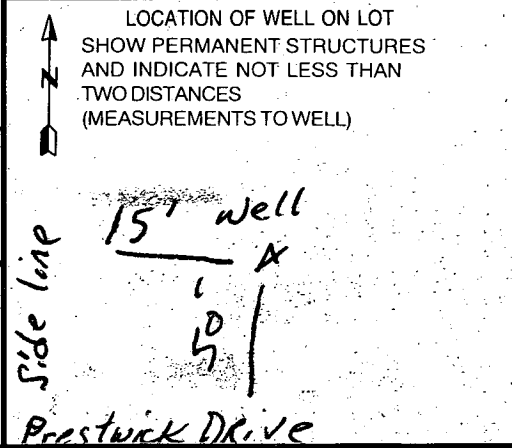 LOCATION OF WELL ON LOT
SHOW PERMANENT STRUCTURES
AND INDICATE NOT LESS THAN
TWO DISTANCES
(MEASUREMENTS TO WELL)
N
15' Well
X
50'
Side line
Prestwick DRive